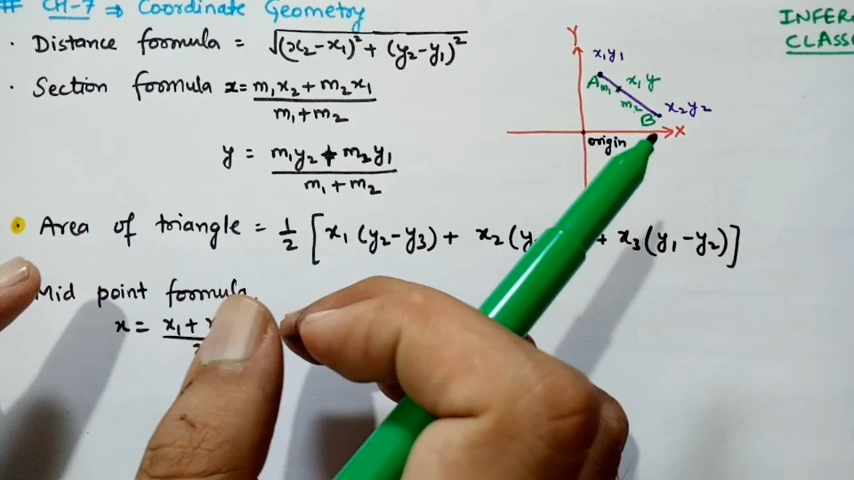 # CH-7 ⇒ Coordinate Geometry
• Distance formula = √(x₂-x₁)² + (y₂-y₁)²
• Section formula x = m₁x₂ + m₂x₁ / m₁+m₂
y = m₁y₂ + m₂y₁ / m₁+m₂
• Area of triangle = 1/2 [x₁(y₂-y₃) + x₂(y + x₃(y₁-y₂)]
Mid point formula
x = x₁+
INFER
CLASSE
Y
x₁y₁
A m₁ x₁y
m₂
B x₂y₂
X
origin